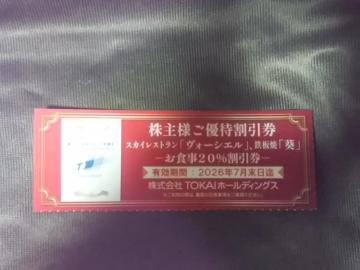 株主様ご優待割引券
スカイレストラン「ヴォーシエル」、鉄板焼「葵」
―お食事20%割引券―
有効期間：2026年7月末日迄
株式会社TOKAIホールディングス